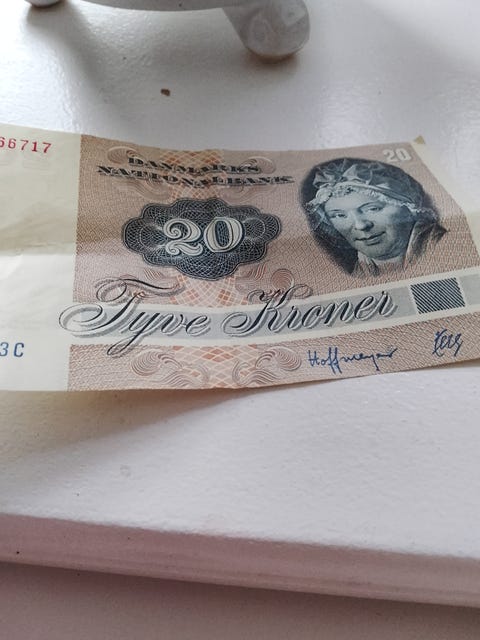 66717
DANMARKS
NATIONALBANK
20
20
Tyve Kroner
3C
Hoffmeyer